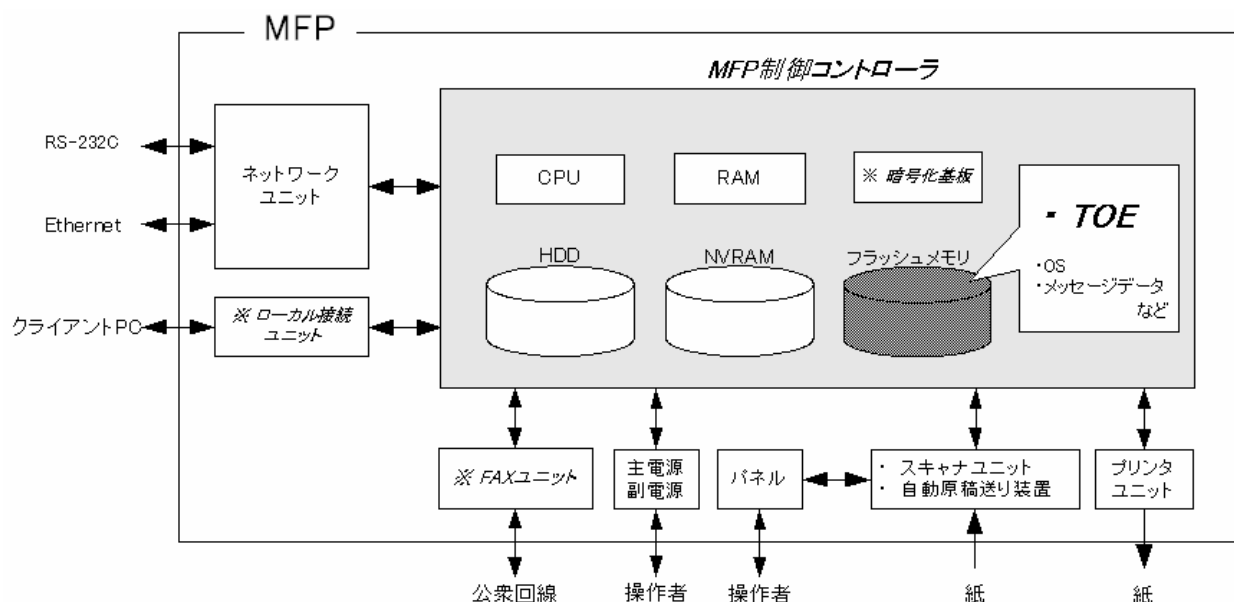 MFP
MFP制御コントローラ
RS-232C
Ethernet
ネットワーク
ユニット
CPU
RAM
※ 暗号化基板
・ TOE
・OS
・メッセージデータ
など
HDD
NVRAM
フラッシュメモリ
クライアントPC
※ ローカル接続
ユニット
※ FAXユニット
主電源
副電源
パネル
・ スキャナユニット
・ 自動原稿送り装置
プリンタ
ユニット
公衆回線
操作者
操作者
紙
紙